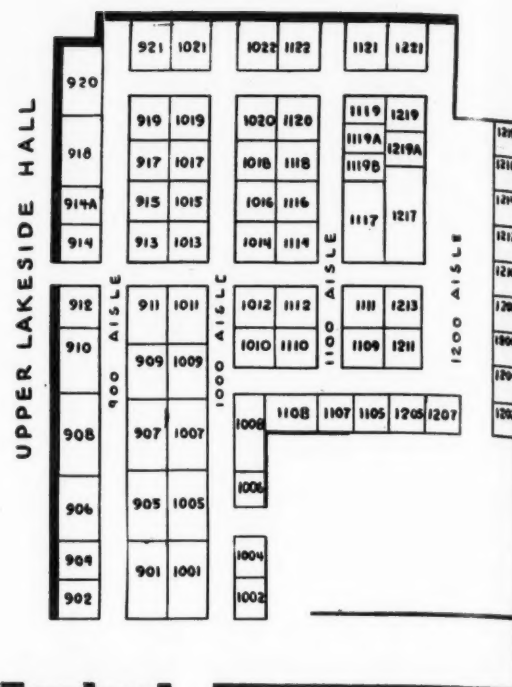 UPPER LAKESIDE HALL
921 1021 1022 1122 1121 1221
920
919 1019 1020 1120 1119 1219
918
917 1017 1018 1118 1119A 1219A
1119B
914A
915 1015 1016 1116 1117 1217
914
913 1013 1014 1114
912
911 1011 1012 1112 1111 1213
910
909 1009 1010 1110 1109 1211
908
907 1007 1008 1108 1107 1105 1205 1207
906
905 1005 1006
904
901 1001 1004
902
1002
900 AISLE
1000 AISLE
1100 AISLE
1200 AISLE